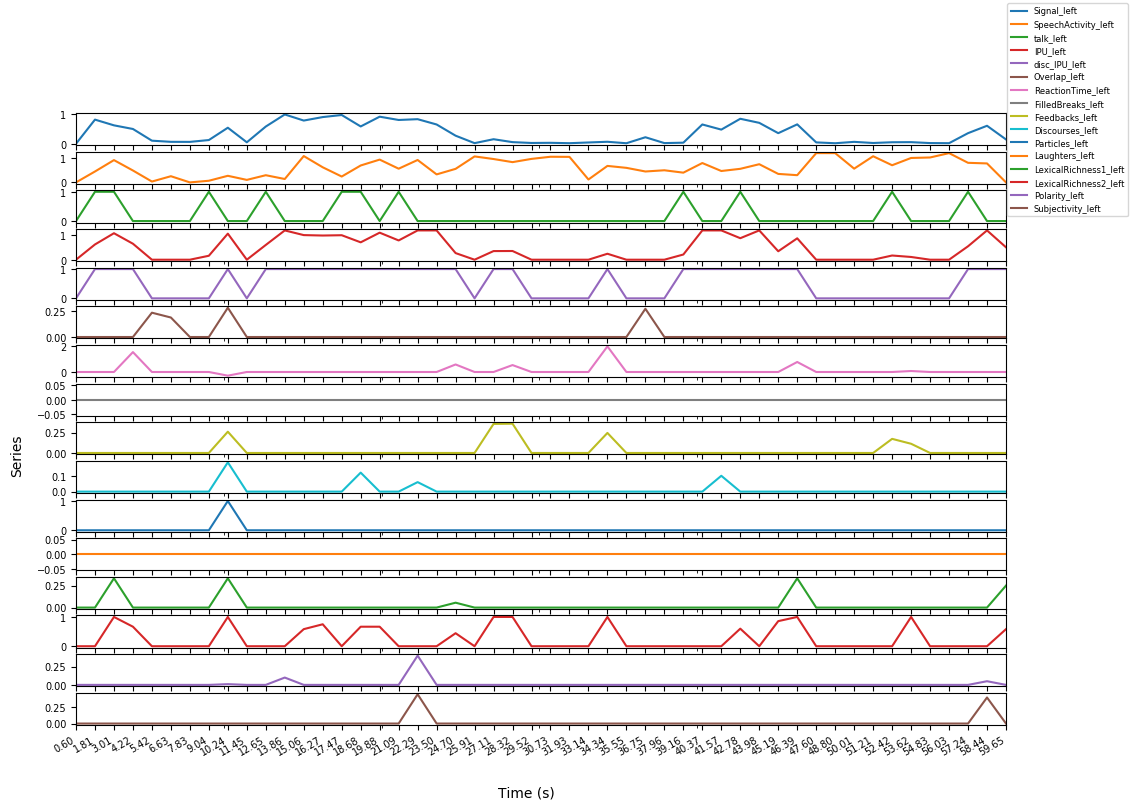 Signal_left
SpeechActivity_left
talk_left
IPU_left
disc_IPU_left
Overlap_left
ReactionTime_left
FilledBreaks_left
Feedbacks_left
Discourses_left
Particles_left
Laughters_left
LexicalRichness1_left
LexicalRichness2_left
Polarity_left
Subjectivity_left
1
0
1
0
1
0
1
0
1
0
0.25
0.00
2
0
0.05
0.00
−0.05
0.25
0.00
0.1
0.0
1
0
0.05
0.00
−0.05
0.25
0.00
1
0
0.25
0.00
0.25
0.00
Series
0.60 1.81 3.01 4.22 5.42 6.63 7.83 9.04 10.24 11.45 12.65 13.86 15.06 16.27 17.47 18.68 19.88 21.09 22.29 23.50 24.70 25.91 27.11 28.32 29.52 30.73 31.93 33.14 34.34 35.55 36.75 37.96 39.16 40.37 41.57 42.78 43.98 45.19 46.39 47.60 48.80 50.01 51.21 52.42 53.62 54.83 56.03 57.24 58.44 59.65
Time (s)